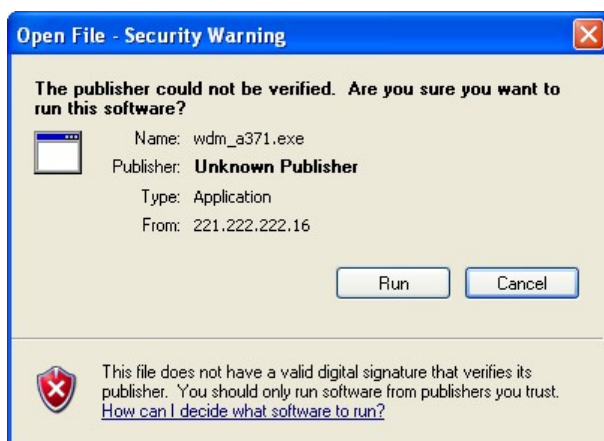 Open File - Security Warning
The publisher could not be verified.  Are you sure you want to
run this software?
Name: wdm_a371.exe
Publisher: Unknown Publisher
Type: Application
From: 221.222.222.16
Run Cancel
This file does not have a valid digital signature that verifies its
publisher.  You should only run software from publishers you trust.
How can I decide what software to run?